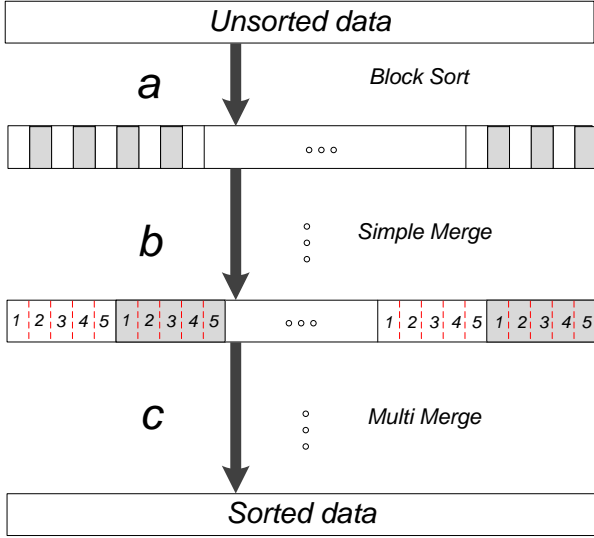 Unsorted data
a
Block Sort
b
Simple Merge
1 2 3 4 5 1 2 3 4 5 1 2 3 4 5 1 2 3 4 5
c
Multi Merge
Sorted data